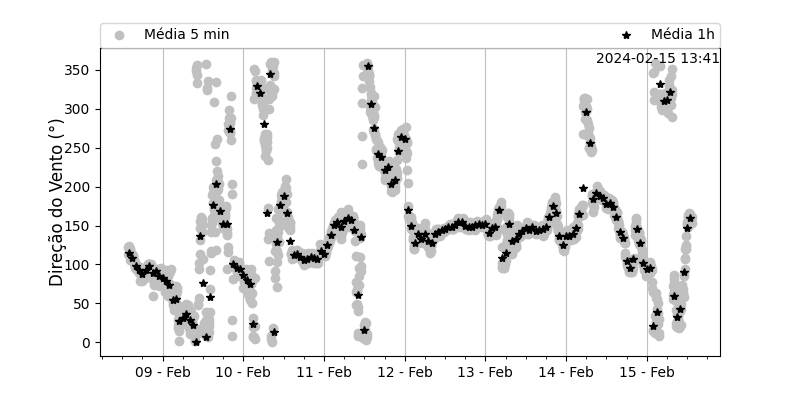 Média 5 min
Média 1h
2024-02-15 13:41
Direção do Vento (°)
350
300
250
200
150
100
50
0
09 - Feb
10 - Feb
11 - Feb
12 - Feb
13 - Feb
14 - Feb
15 - Feb